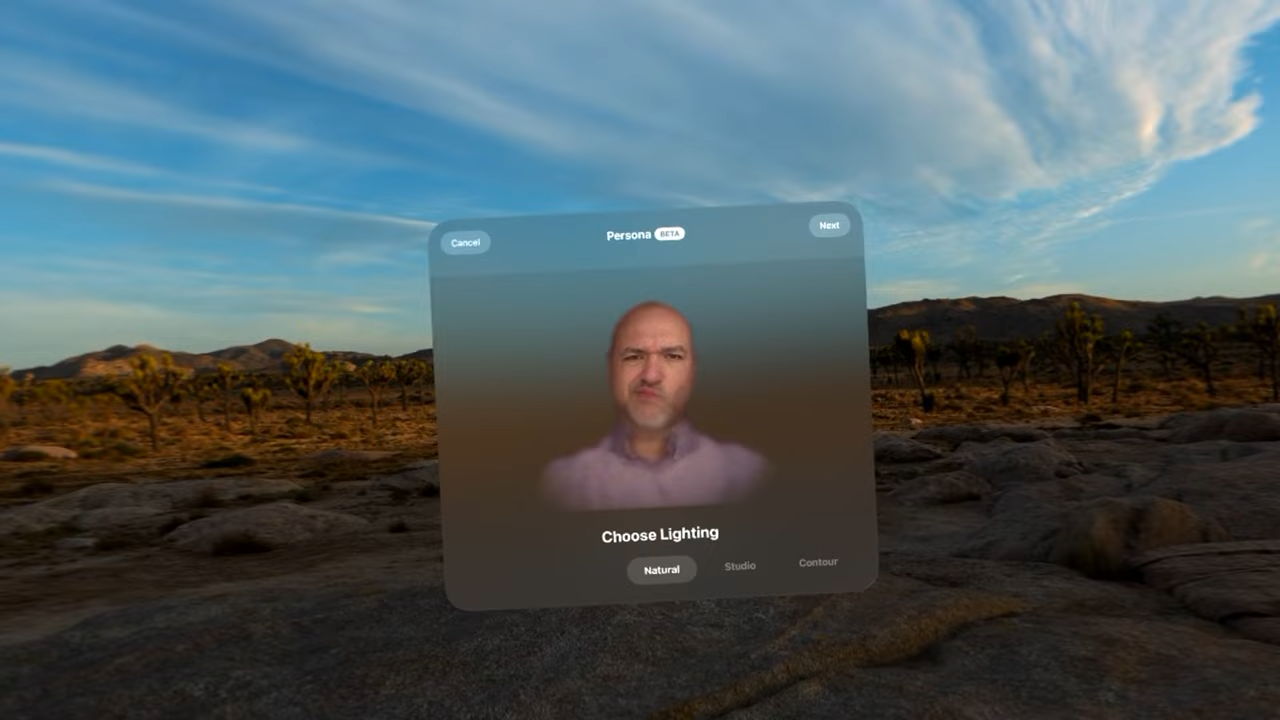 Cancel
Persona BETA
Next
Choose Lighting
Natural
Studio
Contour